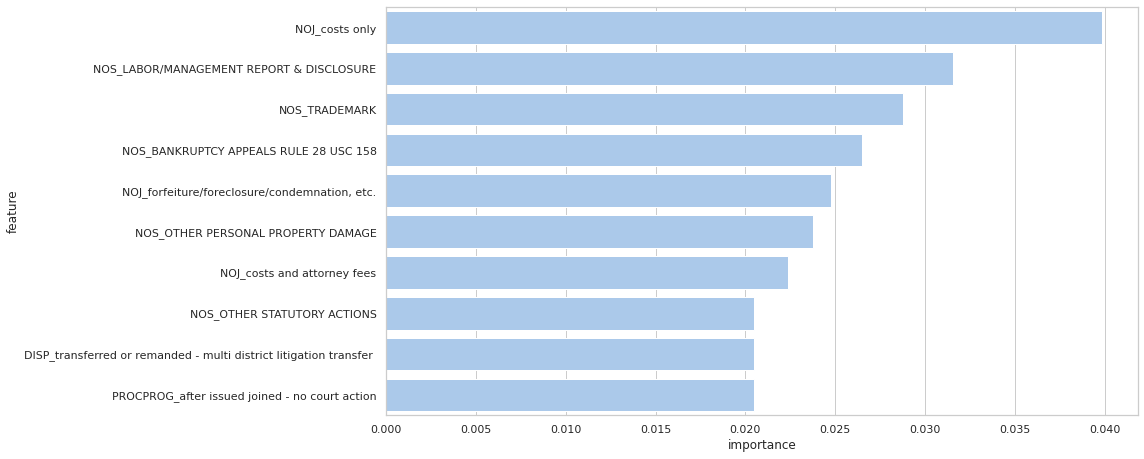 NOJ_costs only
NOS_LABOR/MANAGEMENT REPORT & DISCLOSURE
NOS_TRADEMARK
NOS_BANKRUPTCY APPEALS RULE 28 USC 158
NOJ_forfeiture/foreclosure/condemnation, etc.
NOS_OTHER PERSONAL PROPERTY DAMAGE
NOJ_costs and attorney fees
NOS_OTHER STATUTORY ACTIONS
DISP_transferred or remanded - multi district litigation transfer
PROCPROG_after issued joined - no court action
feature
0.000 0.005 0.010 0.015 0.020 0.025 0.030 0.035 0.040
importance